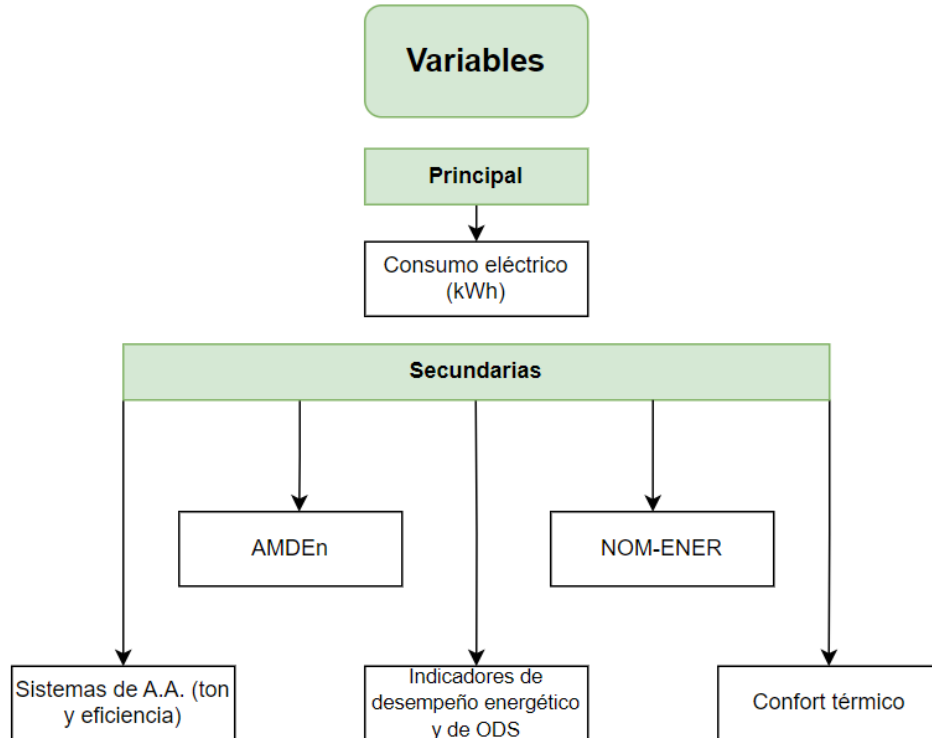 Variables
Principal
Consumo eléctrico
(kWh)
Secundarias
AMDEn
NOM-ENER
Sistemas de A.A. (ton
y eficiencia)
Indicadores de
desempeño energético
y de ODS
Confort térmico